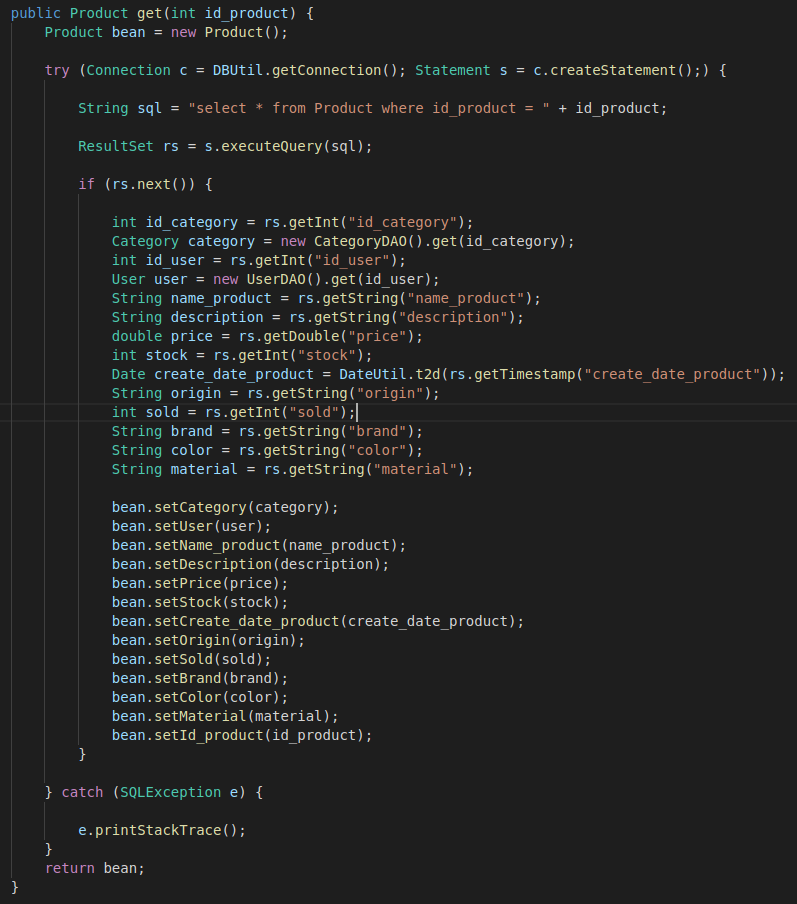 public Product get(int id_product) {
    Product bean = new Product();

    try (Connection c = DBUtil.getConnection(); Statement s = c.createStatement();) {

        String sql = "select * from Product where id_product = " + id_product;

        ResultSet rs = s.executeQuery(sql);

        if (rs.next()) {

            int id_category = rs.getInt("id_category");
            Category category = new CategoryDAO().get(id_category);
            int id_user = rs.getInt("id_user");
            User user = new UserDAO().get(id_user);
            String name_product = rs.getString("name_product");
            String description = rs.getString("description");
            double price = rs.getDouble("price");
            int stock = rs.getInt("stock");
            Date create_date_product = DateUtil.t2d(rs.getTimestamp("create_date_product"));
            String origin = rs.getString("origin");
            int sold = rs.getInt("sold");
            String brand = rs.getString("brand");
            String color = rs.getString("color");
            String material = rs.getString("material");

            bean.setCategory(category);
            bean.setUser(user);
            bean.setName_product(name_product);
            bean.setDescription(description);
            bean.setPrice(price);
            bean.setStock(stock);
            bean.setCreate_date_product(create_date_product);
            bean.setOrigin(origin);
            bean.setSold(sold);
            bean.setBrand(brand);
            bean.setColor(color);
            bean.setMaterial(material);
            bean.setId_product(id_product);
        }

    } catch (SQLException e) {

        e.printStackTrace();
    }
    return bean;
}